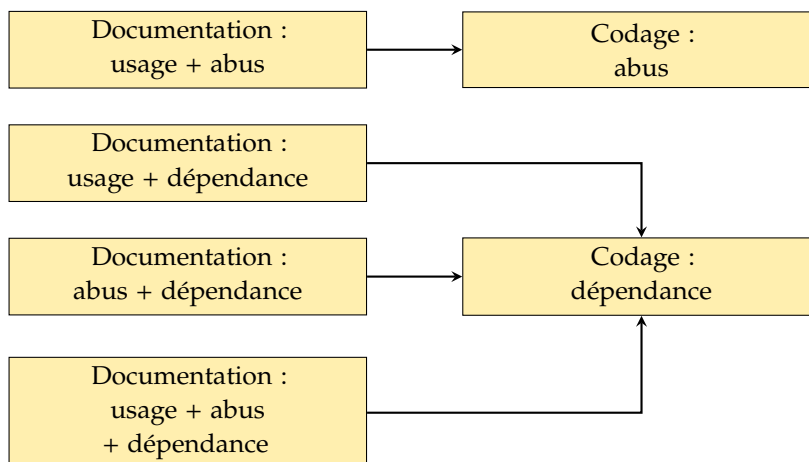 Documentation :
usage + abus
Codage :
abus
Documentation :
usage + dépendance
Documentation :
abus + dépendance
Codage :
dépendance
Documentation :
usage + abus
+ dépendance